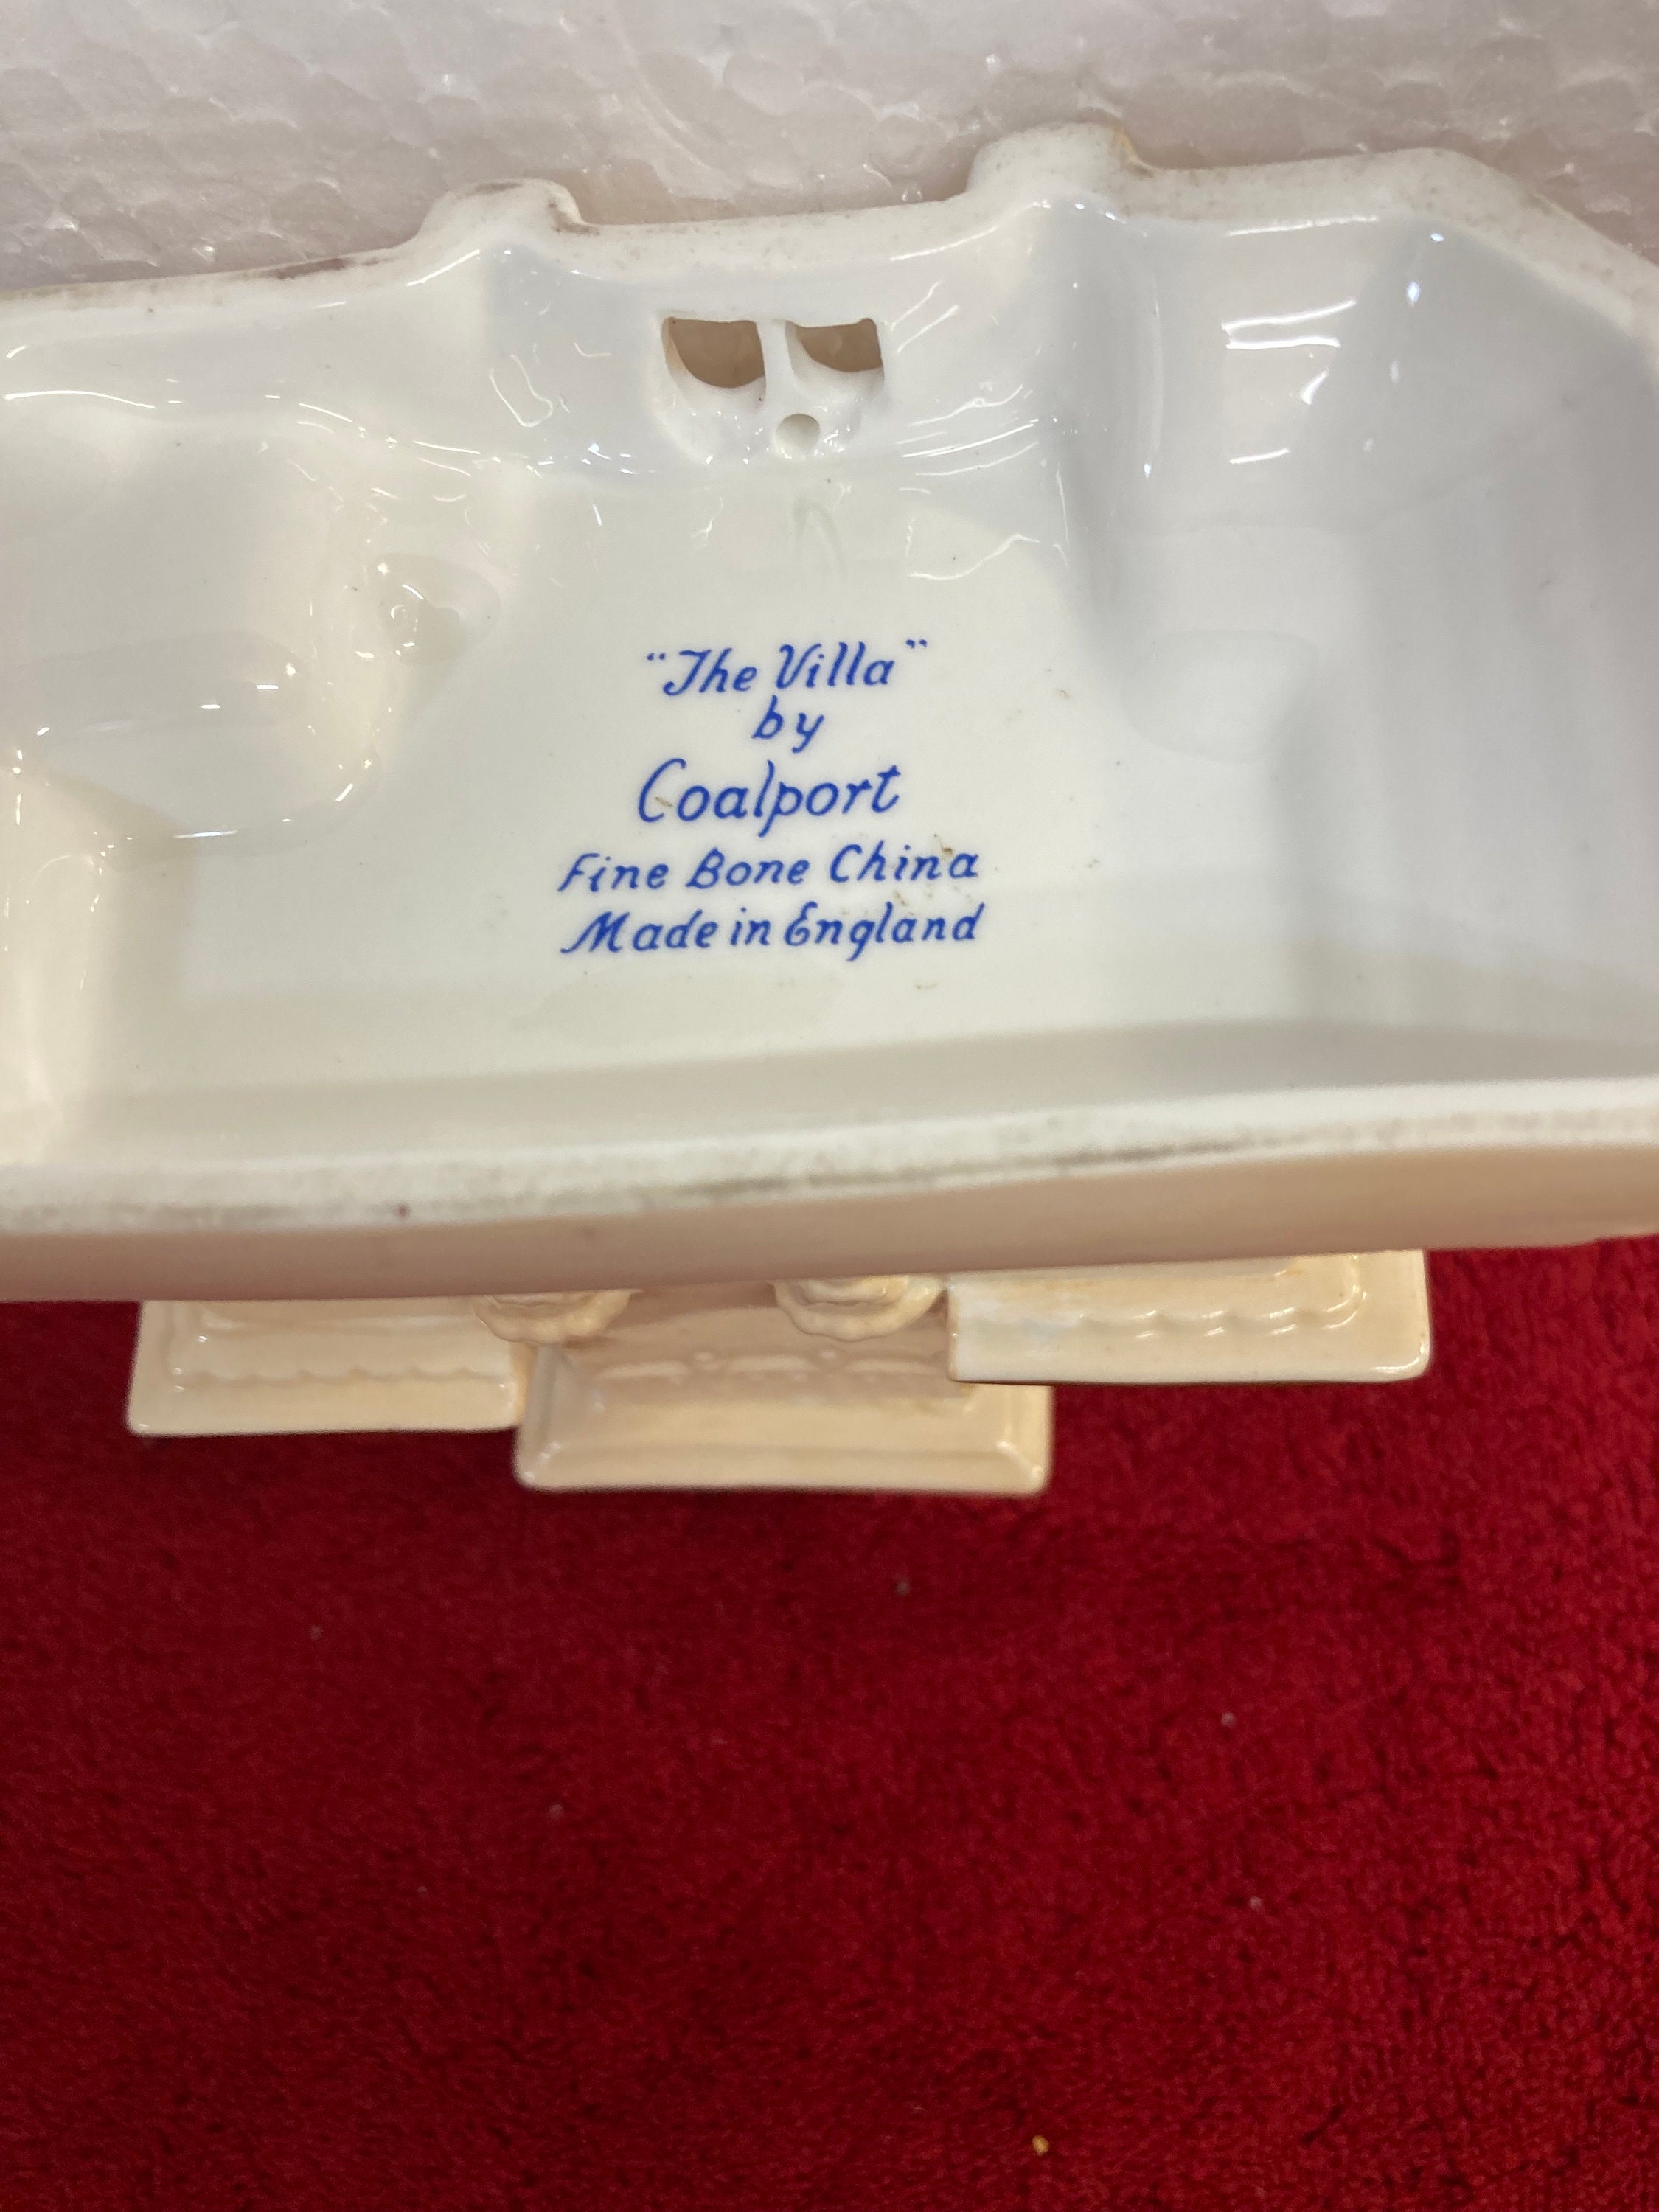 "The Villa"
by
Coalport
Fine Bone China
Made in England